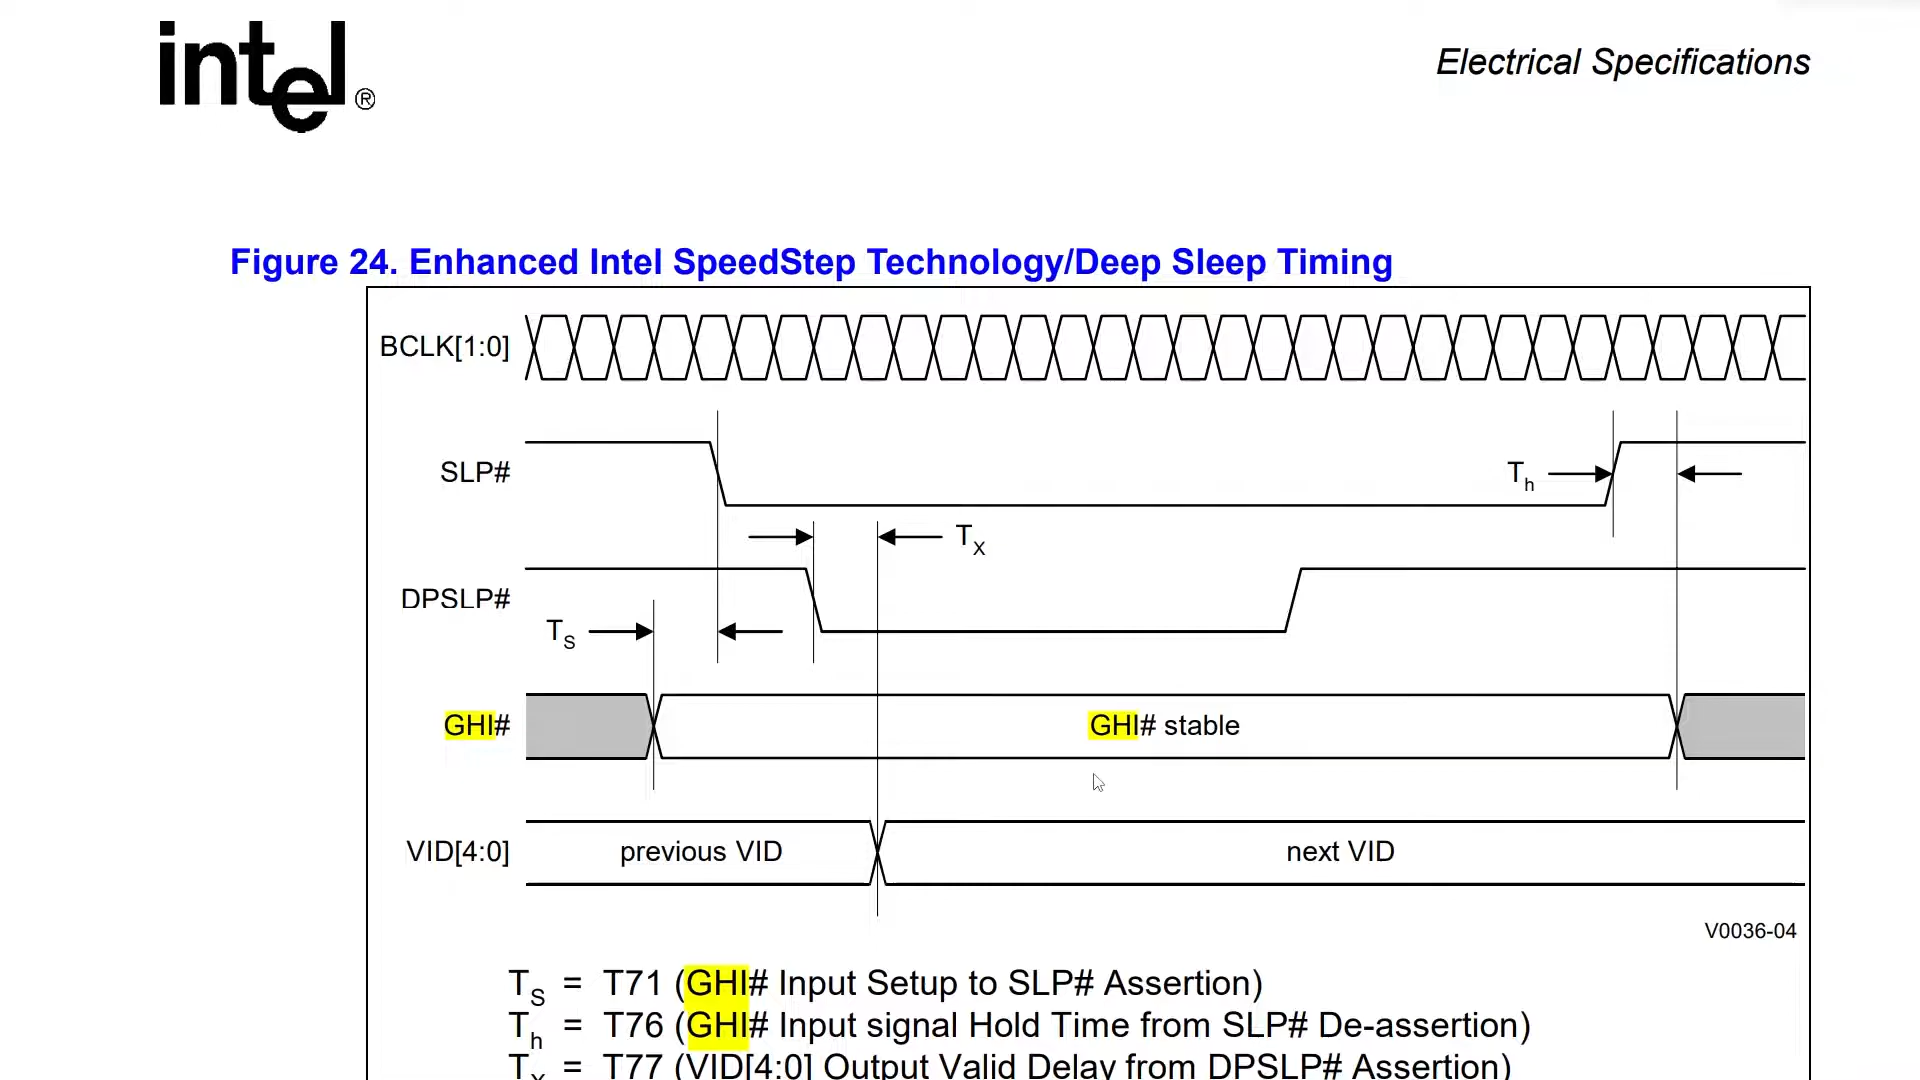 intel®
Electrical Specifications
Figure 24. Enhanced Intel SpeedStep Technology/Deep Sleep Timing
BCLK[1:0]
SLP#
Th
TX
DPSLP#
TS
GHI#
GHI# stable
VID[4:0]
previous VID
next VID
V0036-04
TS = T71 (GHI# Input Setup to SLP# Assertion)
Th = T76 (GHI# Input signal Hold Time from SLP# De-assertion)
TX = T77 (VID[4:0] Output Valid Delay from DPSLP# Assertion)